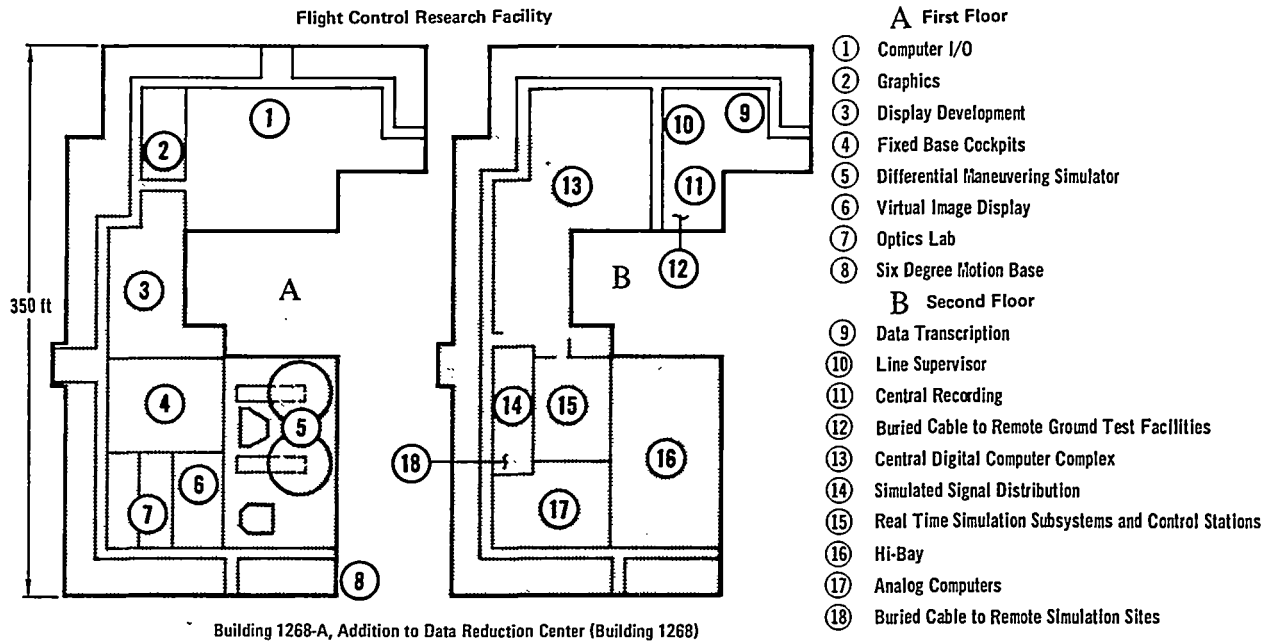 Flight Control Research Facility
350 ft
1
2
3
4
5
6
7
8
A
9
10
11
12
13
14
15
16
17
18
B
A First Floor
1 Computer I/O
2 Graphics
3 Display Development
4 Fixed Base Cockpits
5 Differential Maneuvering Simulator
6 Virtual Image Display
7 Optics Lab
8 Six Degree Motion Base
B Second Floor
9 Data Transcription
10 Line Supervisor
11 Central Recording
12 Buried Cable to Remote Ground Test Facilities
13 Central Digital Computer Complex
14 Simulated Signal Distribution
15 Real Time Simulation Subsystems and Control Stations
16 Hi-Bay
17 Analog Computers
18 Buried Cable to Remote Simulation Sites
Building 1268-A, Addition to Data Reduction Center (Building 1268)